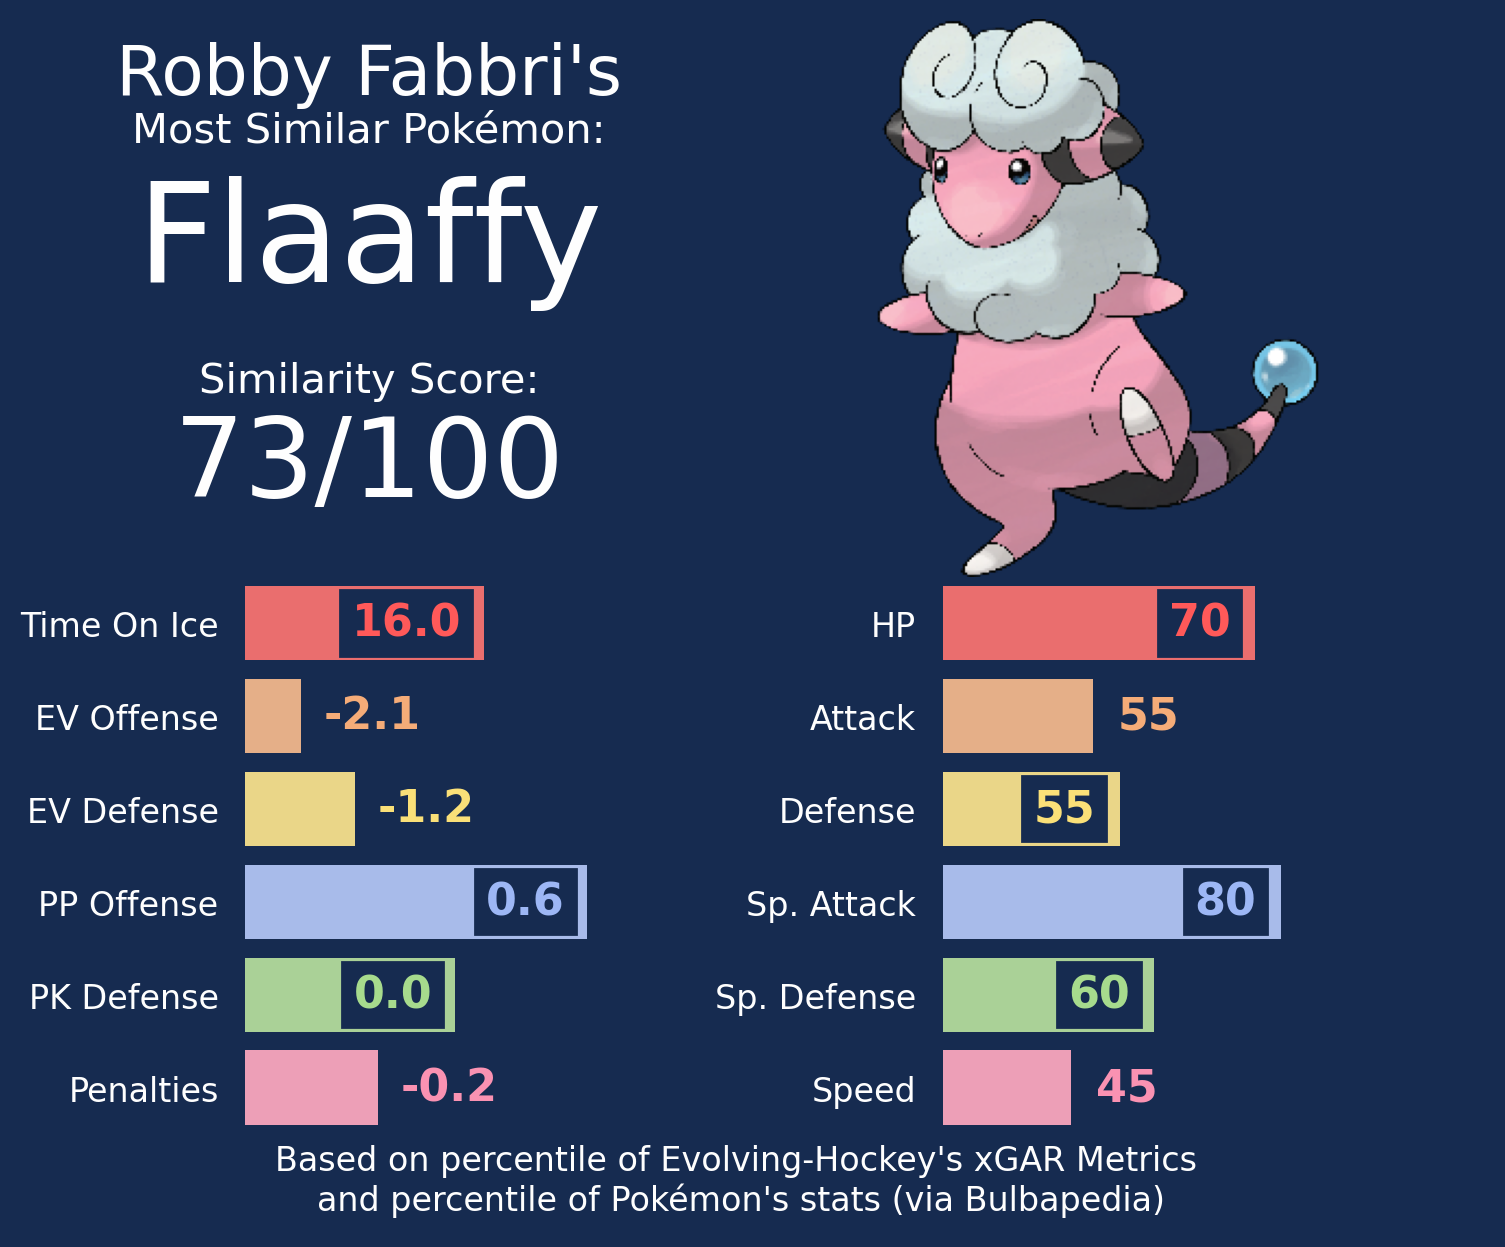 Robby Fabbri's
Most Similar Pokémon:
Flaaffy
Similarity Score:
73/100
Time On Ice 16.0
EV Offense -2.1
EV Defense -1.2
PP Offense 0.6
PK Defense 0.0
Penalties -0.2
HP 70
Attack 55
Defense 55
Sp. Attack 80
Sp. Defense 60
Speed 45
Based on percentile of Evolving-Hockey's xGAR Metrics
and percentile of Pokémon's stats (via Bulbapedia)